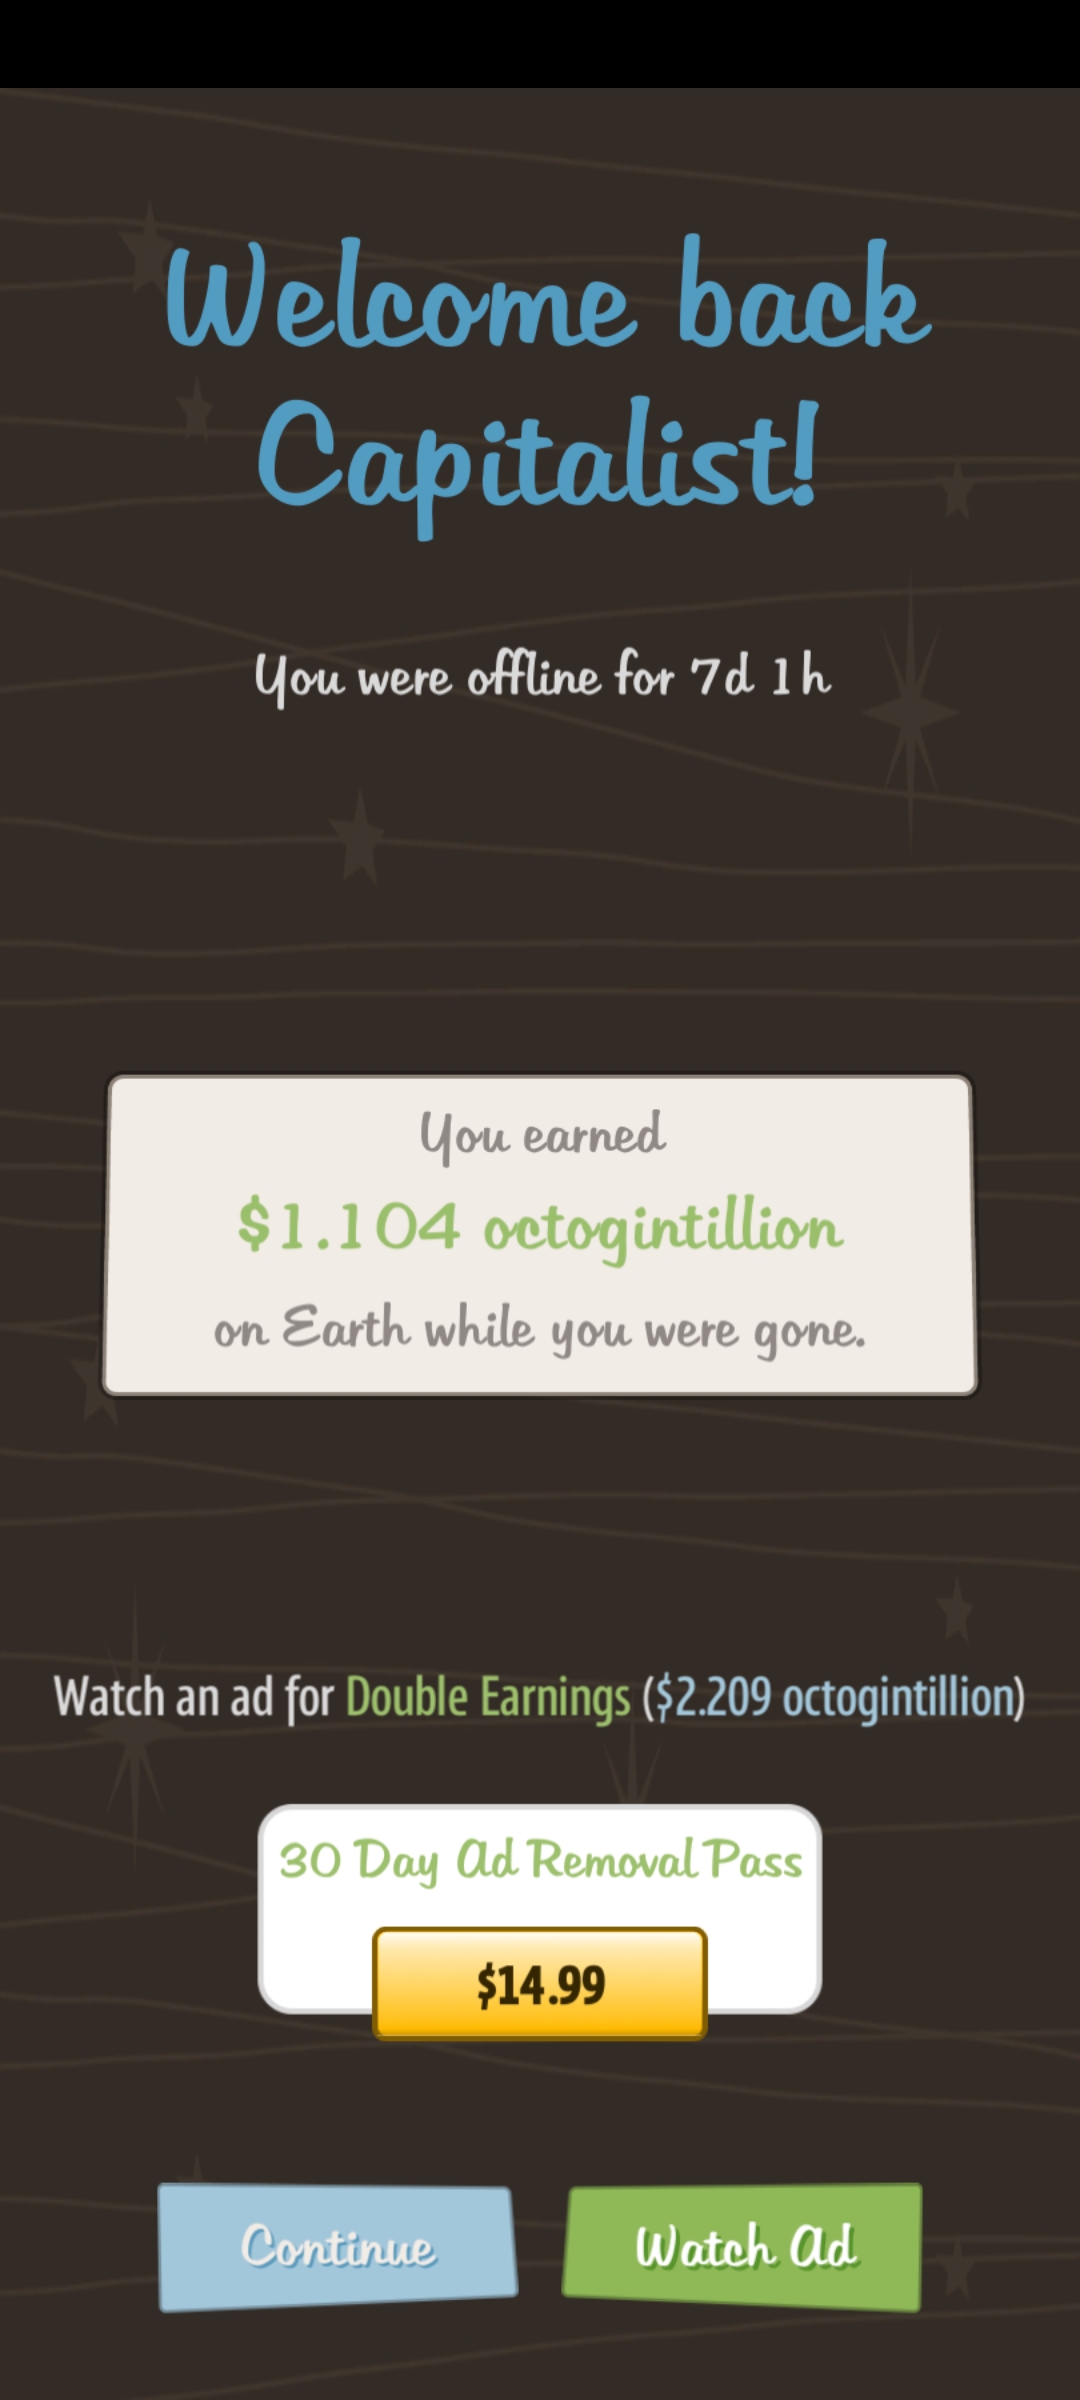 Welcome back
Capitalist!
You were offline for 7d 1h
You earned
$1.104 octogintillion
on Earth while you were gone.
Watch an ad for Double Earnings ($2.209 octogintillion)
30 Day Ad Removal Pass
$14.99
Continue
Watch Ad